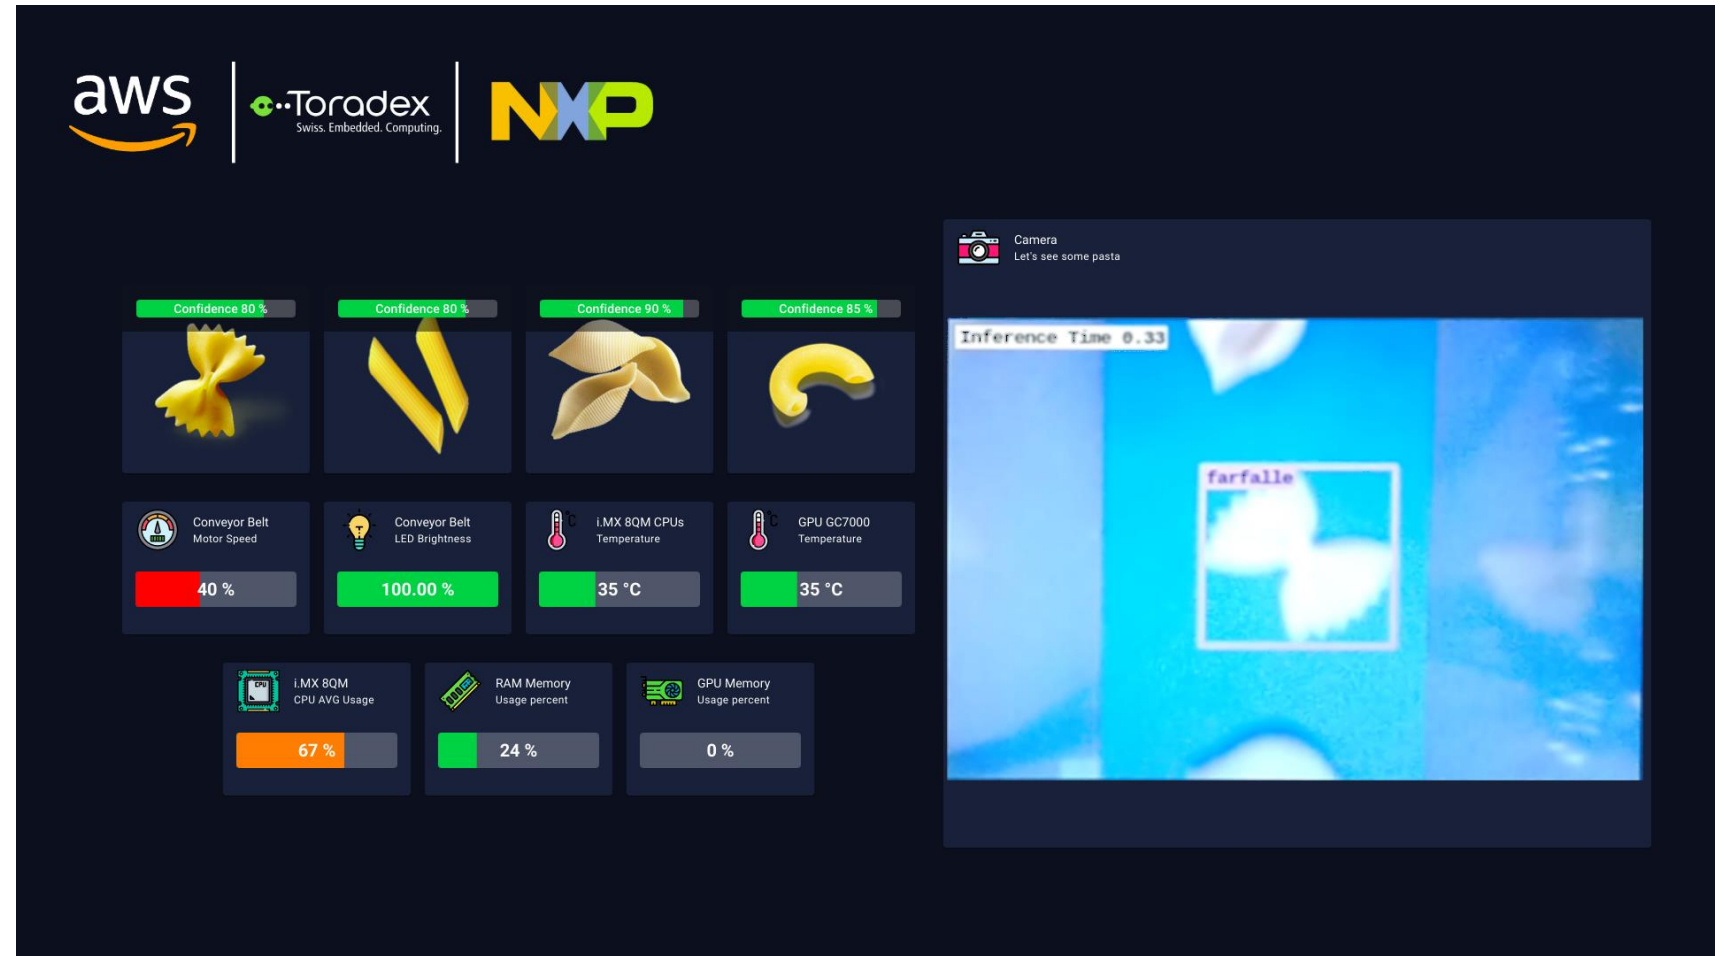 aws
Toradex
Swiss. Embedded. Computing.
NXP
Camera
Let's see some pasta
Confidence 80 %
Confidence 80 %
Confidence 90 %
Confidence 85 %
Inference Time 0.33
farfalle
Conveyor Belt
Motor Speed
40 %
Conveyor Belt
LED Brightness
100.00 %
°C
i.MX 8QM CPUs
Temperature
35 °C
°C
GPU GC7000
Temperature
35 °C
CPU
i.MX 8QM
CPU AVG Usage
67 %
RAM Memory
Usage percent
24 %
GPU Memory
Usage percent
0 %